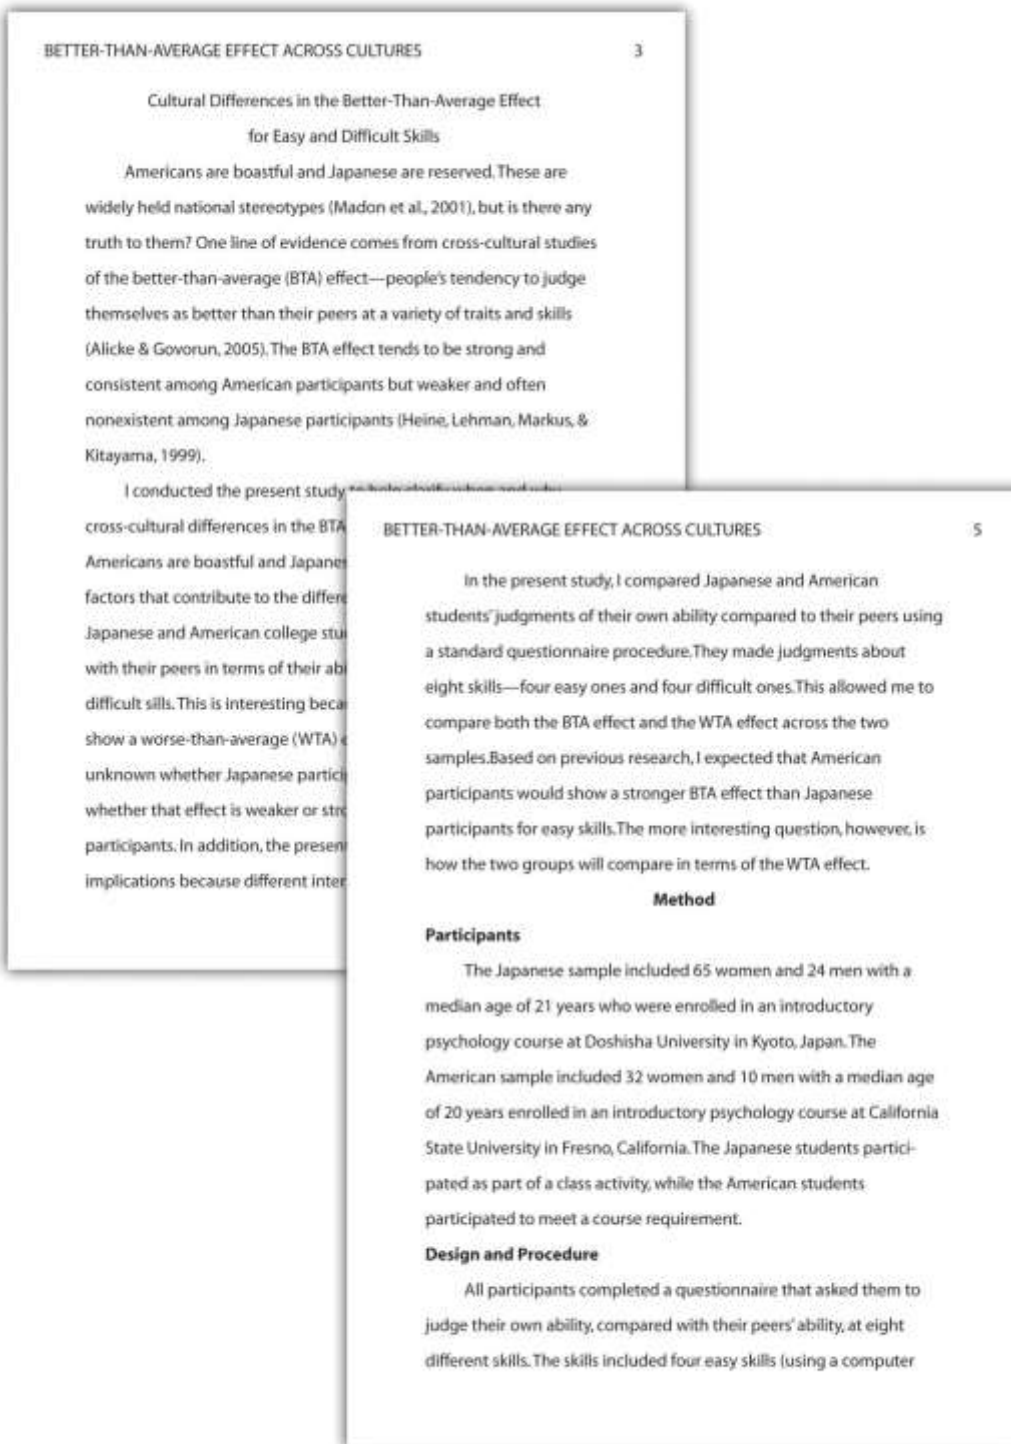 BETTER-THAN-AVERAGE EFFECT ACROSS CULTURES 3
Cultural Differences in the Better-Than-Average Effect
for Easy and Difficult Skills
Americans are boastful and Japanese are reserved. These are
widely held national stereotypes (Madon et al., 2001), but is there any
truth to them? One line of evidence comes from cross-cultural studies
of the better-than-average (BTA) effect—people's tendency to judge
themselves as better than their peers at a variety of traits and skills
(Alicke & Govorun, 2005). The BTA effect tends to be strong and
consistent among American participants but weaker and often
nonexistent among Japanese participants (Heine, Lehman, Markus, &
Kitayama, 1999).
I conducted the present study to help clarify when and why
cross-cultural differences in the BTA
Americans are boastful and Japane
factors that contribute to the differe
Japanese and American college stu
with their peers in terms of their abi
difficult sills. This is interesting beca
show a worse-than-average (WTA)
unknown whether Japanese partici
whether that effect is weaker or stro
participants. In addition, the presen
implications because different inter
BETTER-THAN-AVERAGE EFFECT ACROSS CULTURES 5
In the present study, I compared Japanese and American
students' judgments of their own ability compared to their peers using
a standard questionnaire procedure. They made judgments about
eight skills—four easy ones and four difficult ones. This allowed me to
compare both the BTA effect and the WTA effect across the two
samples.Based on previous research, I expected that American
participants would show a stronger BTA effect than Japanese
participants for easy skills. The more interesting question, however, is
how the two groups will compare in terms of the WTA effect.
Method
Participants
The Japanese sample included 65 women and 24 men with a
median age of 21 years who were enrolled in an introductory
psychology course at Doshisha University in Kyoto, Japan. The
American sample included 32 women and 10 men with a median age
of 20 years enrolled in an introductory psychology course at California
State University in Fresno, California. The Japanese students partici-
pated as part of a class activity, while the American students
participated to meet a course requirement.
Design and Procedure
All participants completed a questionnaire that asked them to
judge their own ability, compared with their peers' ability, at eight
different skills. The skills included four easy skills (using a computer